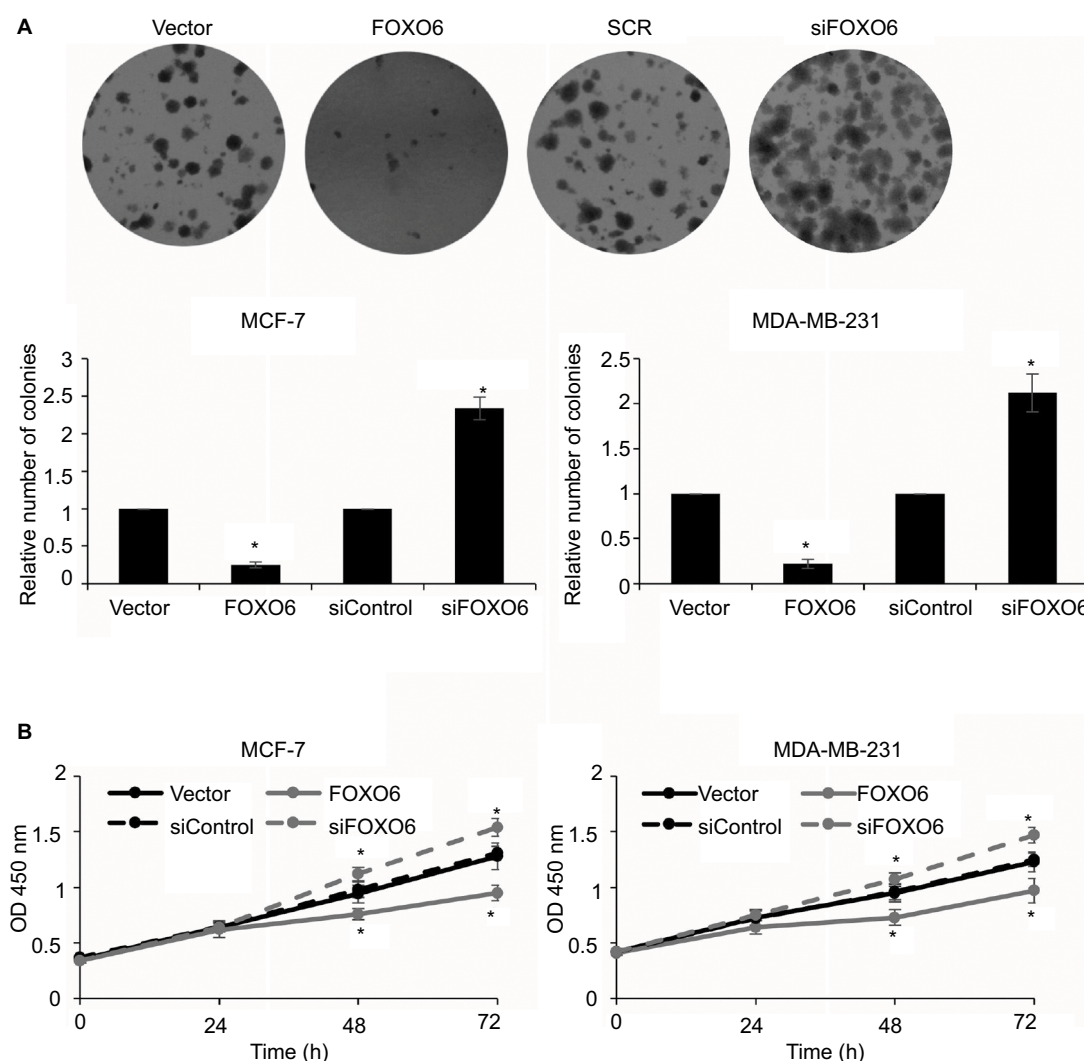 A
Vector FOXO6 SCR siFOXO6
MCF-7
Relative number of colonies
3
2.5
2
1.5
1
0.5
0
Vector FOXO6 siControl siFOXO6
*
*
MDA-MB-231
Relative number of colonies
2.5
2
1.5
1
0.5
0
Vector FOXO6 siControl siFOXO6
*
*
B
MCF-7
OD 450 nm
2
1.5
1
0.5
0
Vector FOXO6
siControl siFOXO6
*
*
*
*
0 24 48 72
Time (h)
MDA-MB-231
OD 450 nm
2
1.5
1
0.5
0
Vector FOXO6
siControl siFOXO6
*
*
*
*
0 24 48 72
Time (h)